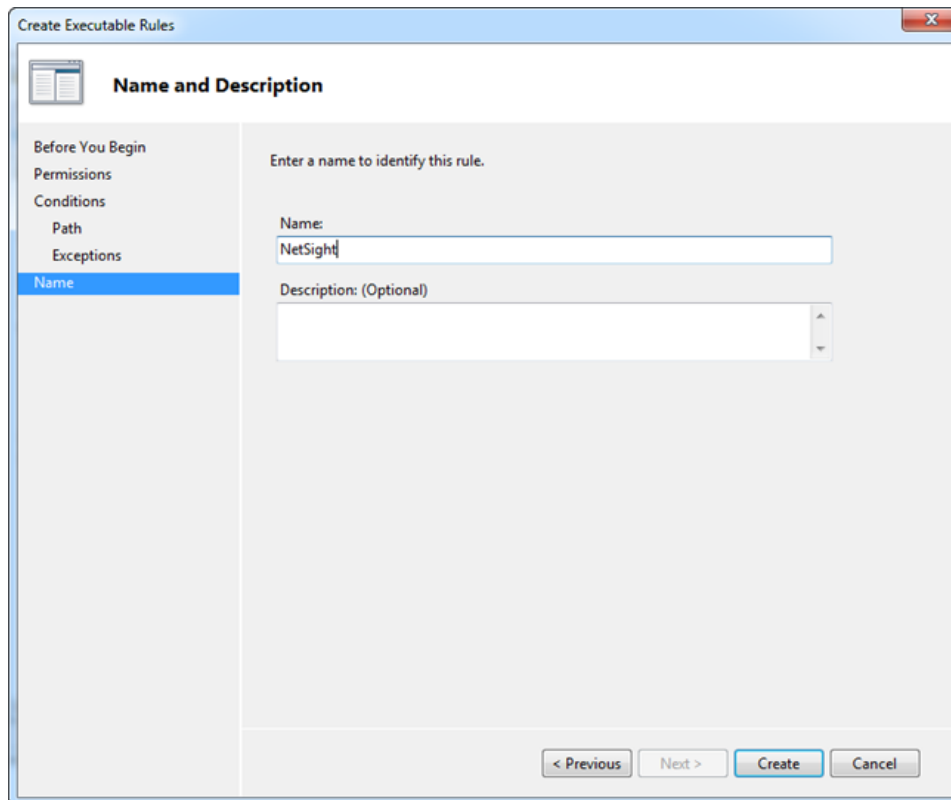 Create Executable Rules
Name and Description
Before You Begin
Permissions
Conditions
Path
Exceptions
Name
Enter a name to identify this rule.
Name:
NetSight
Description: (Optional)
< Previous
Next >
Create
Cancel